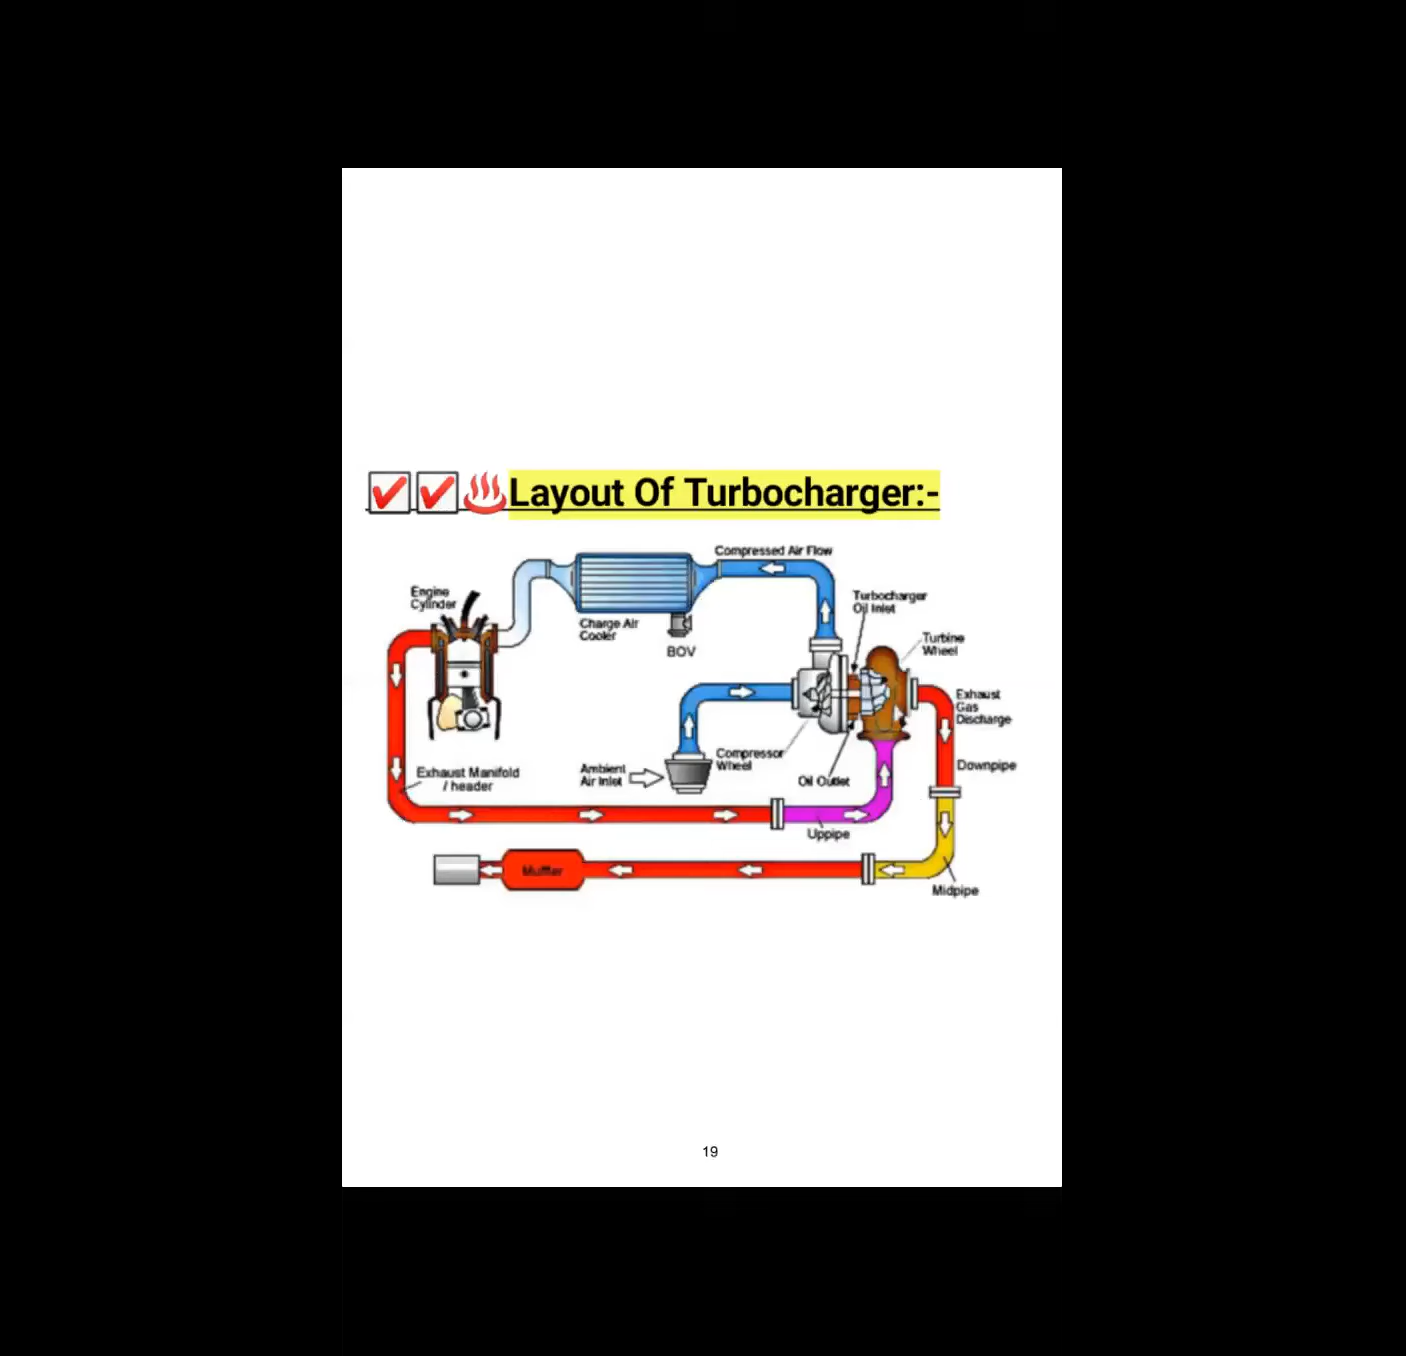 Layout Of Turbocharger:-
Compressed Air Flow
Engine
Cylinder
Turbocharger
Oil Inlet
Charge Air
Cooler
BOV
Turbine
Wheel
Exhaust
Gas
Discharge
Compressor
Wheel
Ambient
Air Inlet
Oil Outlet
Downpipe
Exhaust Manifold
/ header
Uppipe
Muffler
Midpipe
19